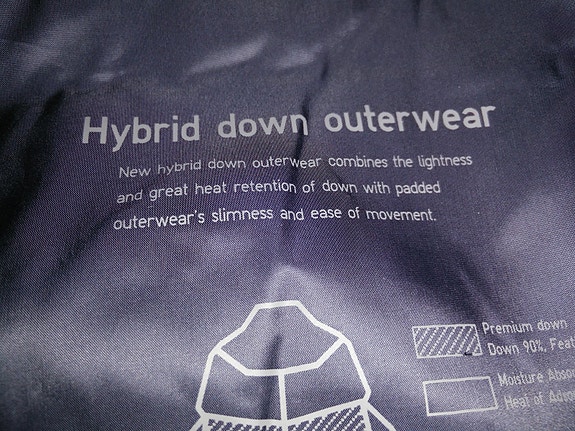 Hybrid down outerwear
New hybrid down outerwear combines the lightness
and great heat retention of down with padded
outerwear's slimness and ease of movement.
Premium down
Down 90%,
Moisture
Heat of